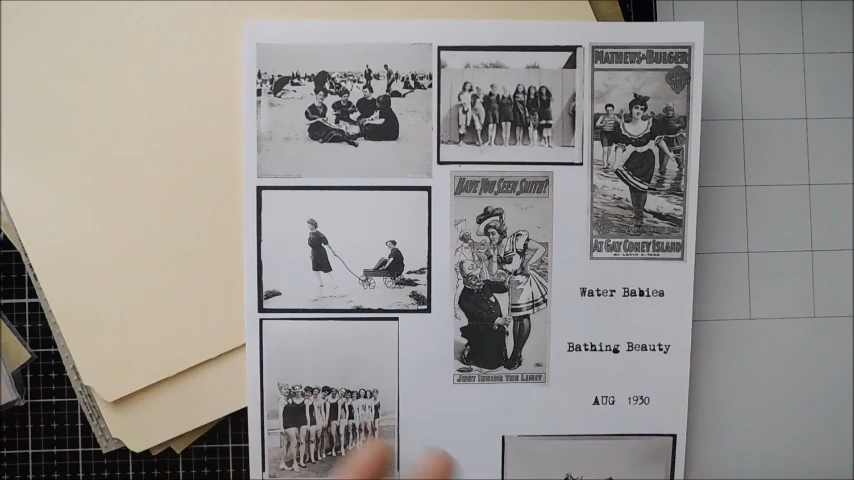 MATHEWS & BULGER
AT GAY CONEY ISLAND
HAVE YOU SEEN SMITH?
JUST INSIDE THE LIMIT
Water Babies
Bathing Beauty
AUG 1930